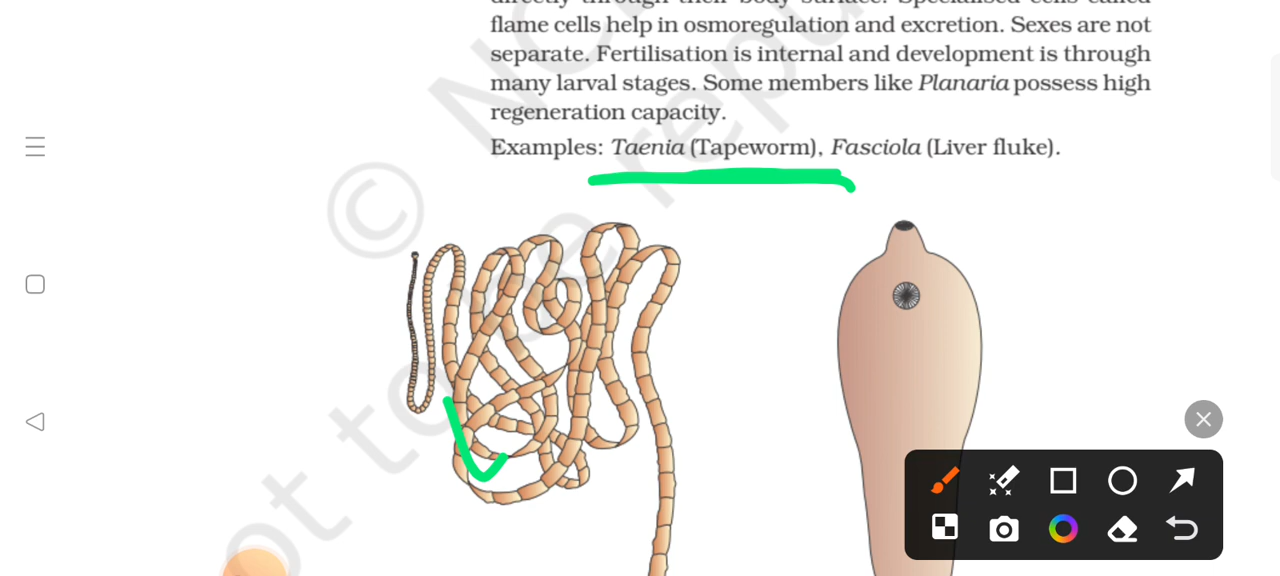 flame cells help in osmoregulation and excretion. Sexes are not
separate. Fertilisation is internal and development is through
many larval stages. Some members like Planaria possess high
regeneration capacity.
Examples: Taenia (Tapeworm), Fasciola (Liver fluke).